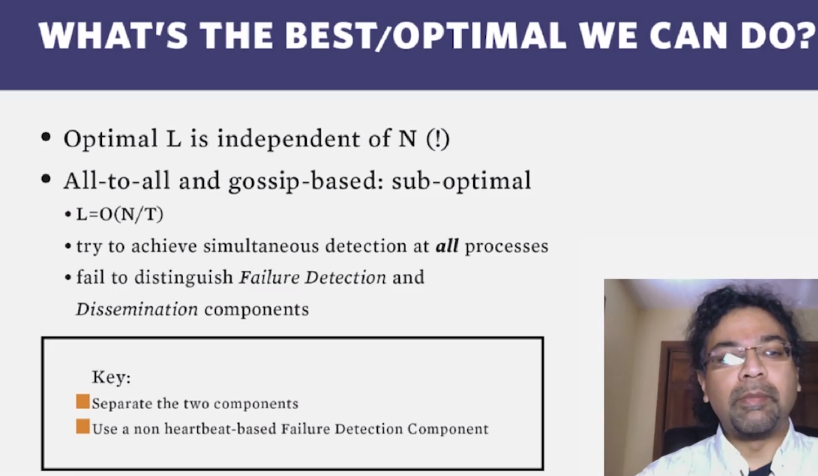 WHAT'S THE BEST/OPTIMAL WE CAN DO?
• Optimal L is independent of N (!)
• All-to-all and gossip-based: sub-optimal
• L=O(N/T)
• try to achieve simultaneous detection at all processes
• fail to distinguish Failure Detection and
Dissemination components
Key:
Separate the two components
Use a non heartbeat-based Failure Detection Component